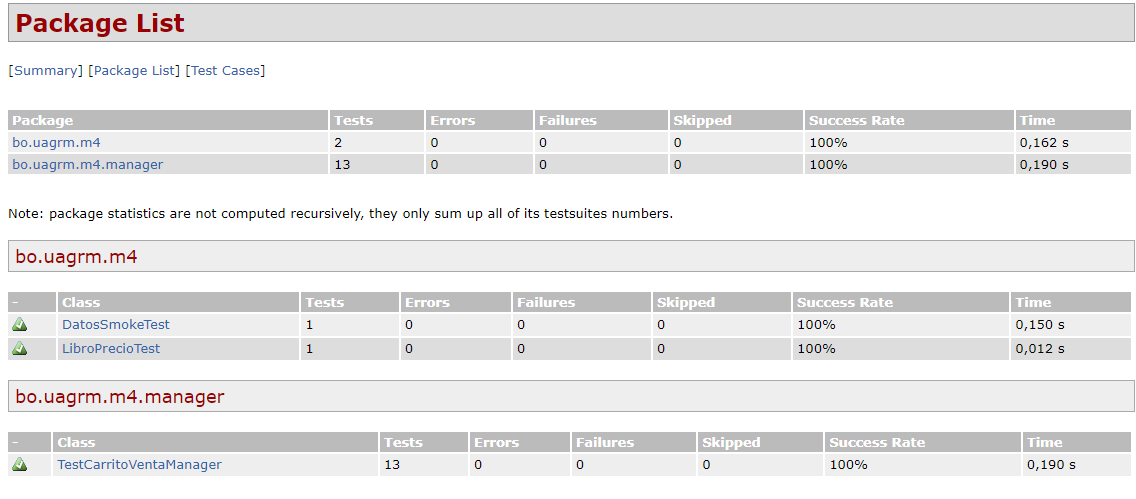 Package List
[Summary] [Package List] [Test Cases]
Package Tests Errors Failures Skipped Success Rate Time
bo.uagrm.m4 2 0 0 0 100% 0,162 s
bo.uagrm.m4.manager 13 0 0 0 100% 0,190 s
Note: package statistics are not computed recursively, they only sum up all of its testsuites numbers.
bo.uagrm.m4
- Class Tests Errors Failures Skipped Success Rate Time
DatosSmokeTest 1 0 0 0 100% 0,150 s
LibroPrecioTest 1 0 0 0 100% 0,012 s
bo.uagrm.m4.manager
- Class Tests Errors Failures Skipped Success Rate Time
TestCarritoVentaManager 13 0 0 0 100% 0,190 s